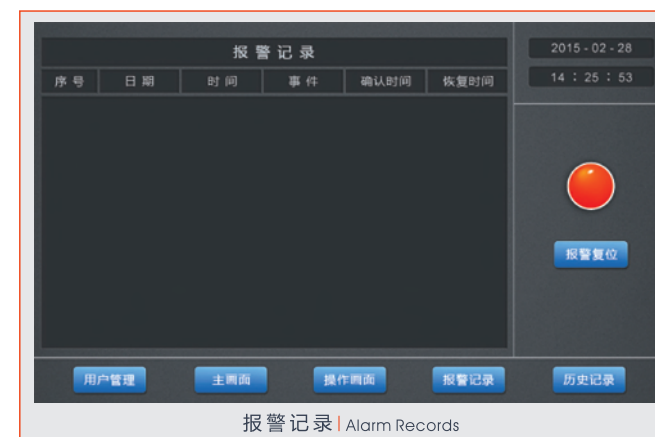 报警记录
2015-02-28
序号 日期 时间 事件 确认时间 恢复时间
14:25:53
报警复位
用户管理 主画面 操作画面 报警记录 历史记录
报警记录 | Alarm Records